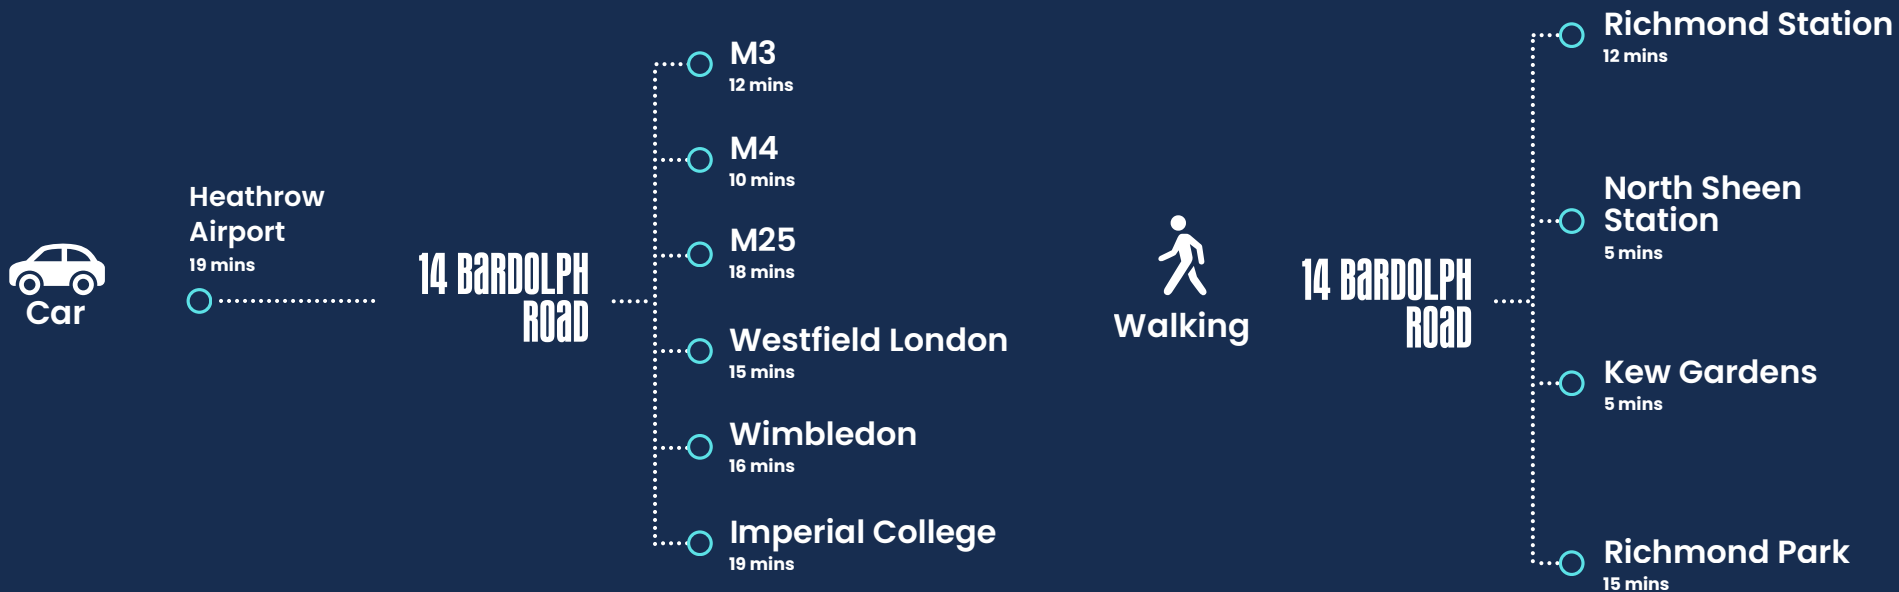 Car
Heathrow
Airport
19 mins
14 BaRDOLPH
ROaD
M3
12 mins
M4
10 mins
M25
18 mins
Westfield London
15 mins
Wimbledon
16 mins
Imperial College
19 mins
Walking
14 BaRDOLPH
ROaD
Richmond Station
12 mins
North Sheen
Station
5 mins
Kew Gardens
5 mins
Richmond Park
15 mins